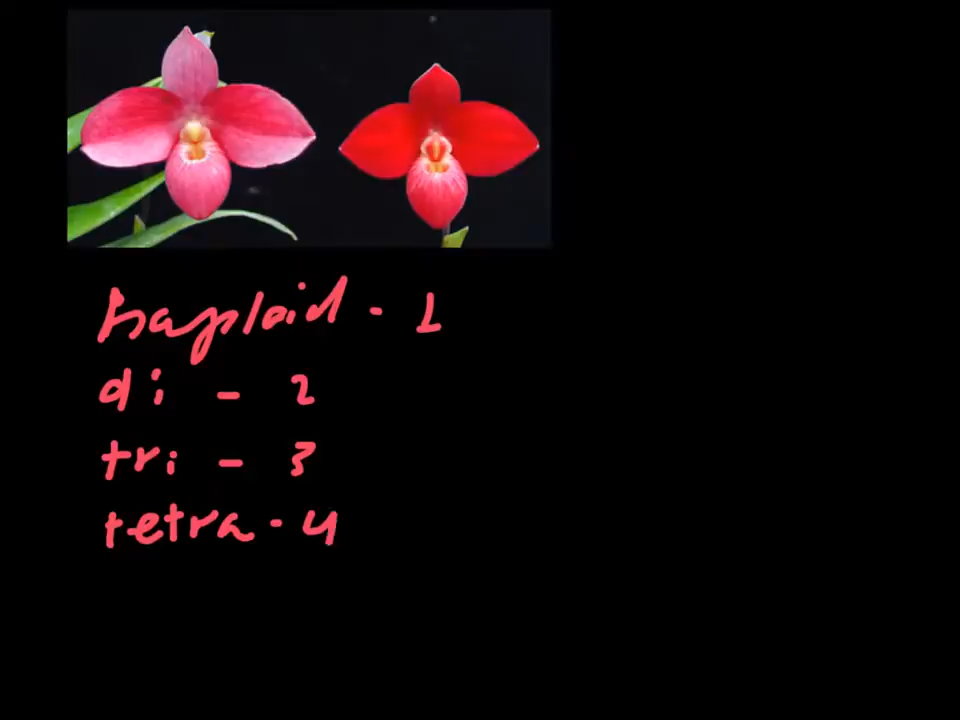 haploid - 1
di - 2
tri - 3
tetra - 4